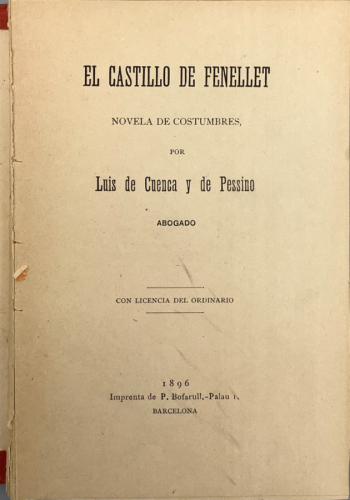 EL CASTILLO DE FENELLET
NOVELA DE COSTUMBRES,
POR
Luis de Cuenca y de Pessino
ABOGADO
CON LICENCIA DEL ORDINARIO
1896
Imprenta de P. Bofarull.-Palau 1.
BARCELONA